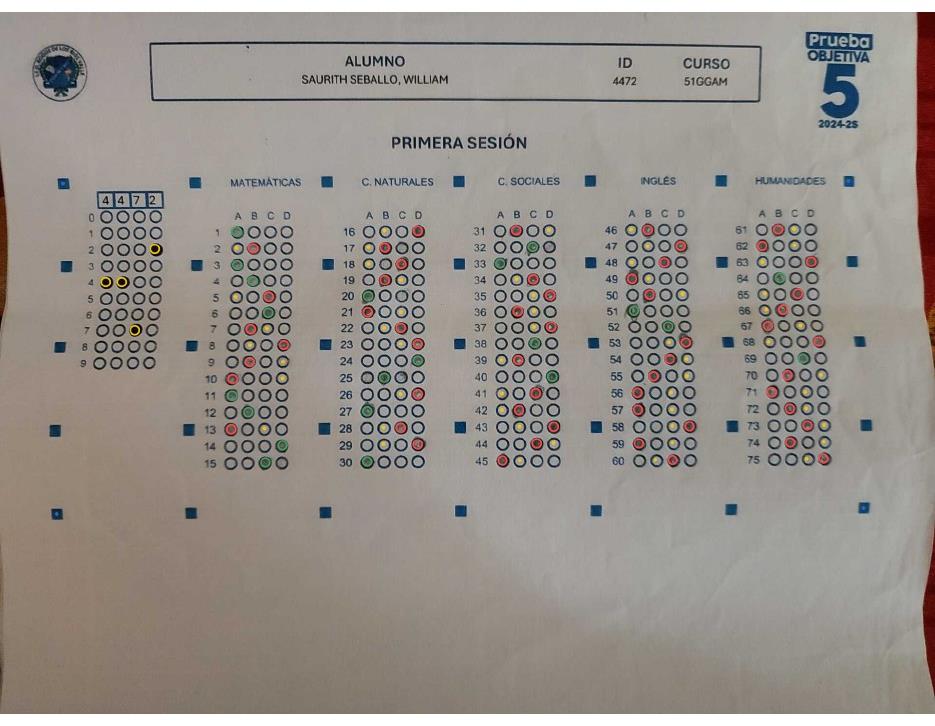 Prueba
OBJETIVA
5
2024-2S
ALUMNO ID CURSO
SAURITH SEBALLO, WILLIAM 4472 51GGAM
PRIMERA SESIÓN
MATEMÁTICAS C. NATURALES C. SOCIALES INGLÉS HUMANIDADES
4 4 7 2
A B C D A B C D A B C D A B C D A B C D
0
1
2
3
4
5
6
7
8
9
1 16 31 46 61
2 17 32 47 62
3 18 33 48 63
4 19 34 49 64
5 20 35 50 65
6 21 36 51 66
7 22 37 52 67
8 23 38 53 68
9 24 39 54 69
10 25 40 55 70
11 26 41 56 71
12 27 42 57 72
13 28 43 58 73
14 29 44 59 74
15 30 45 60 75